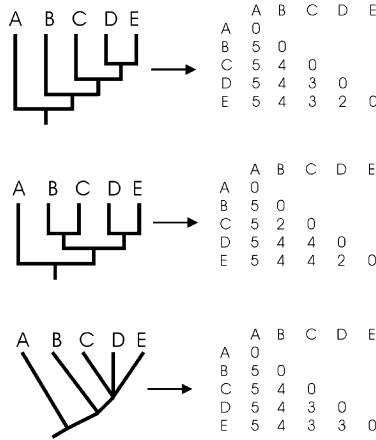 A B C D E
A B C D E
A 0
B 5 0
C 5 4 0
D 5 4 3 0
E 5 4 3 2 0
A B C D E
A B C D E
A 0
B 5 0
C 5 2 0
D 5 4 4 0
E 5 4 4 2 0
A B C D E
A B C D E
A 0
B 5 0
C 5 4 0
D 5 4 3 0
E 5 4 3 3 0